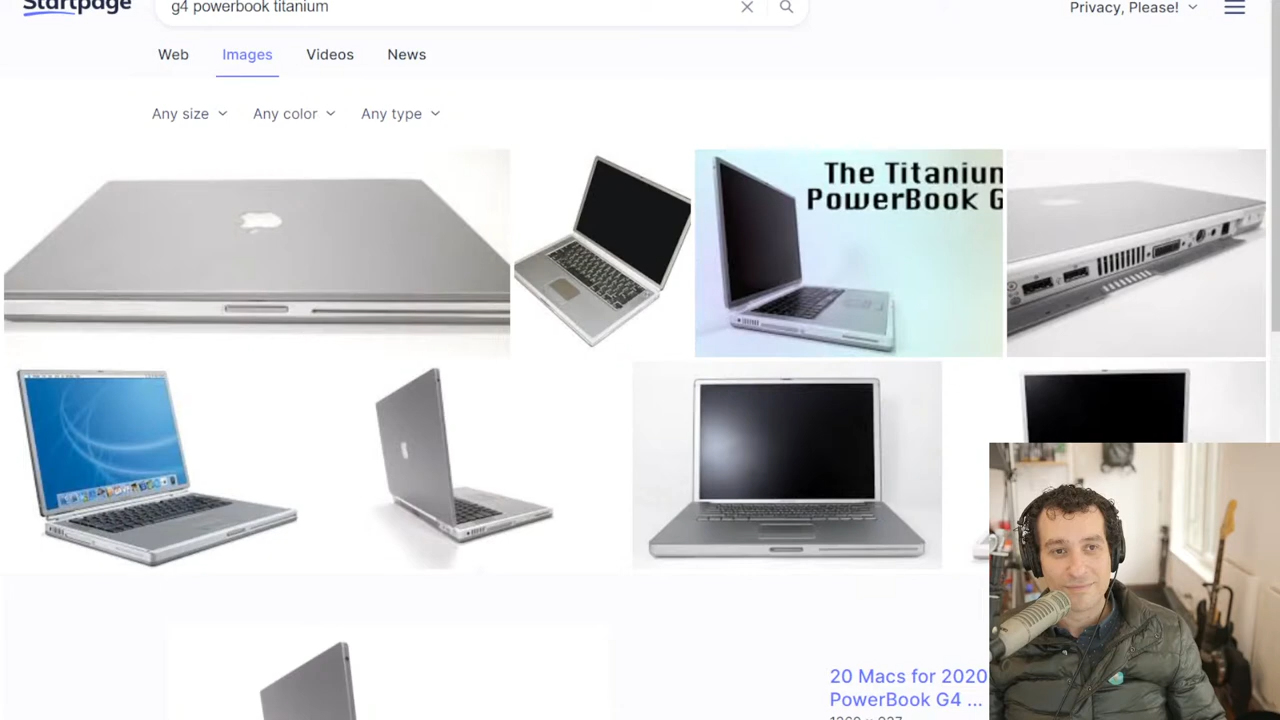 Startpage
g4 powerbook titanium
Privacy, Please!
Web
Images
Videos
News
Any size
Any color
Any type
The Titanium
PowerBook G
20 Macs for 2020
PowerBook G4 ...